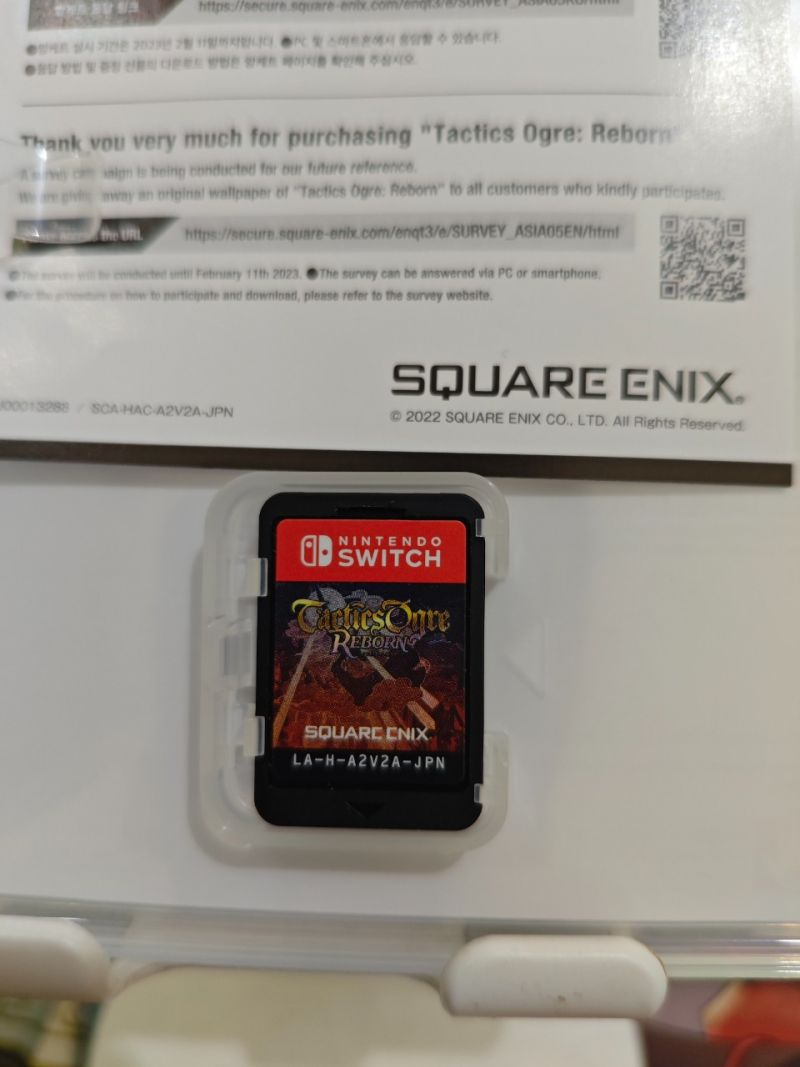 https://secure.square-enix.com/enqt3/e/SURVEY_ASIA05KO/html
Thank you very much for purchasing "Tactics Ogre: Reborn"
A survey campaign is being conducted for our future reference.
We are giving away an original wallpaper of "Tactics Ogre: Reborn" to all customers who kindly participates.
the URL https://secure.square-enix.com/enqt3/e/SURVEY_ASIA05EN/html
●The survey will be conducted until February 11th 2023. ●The survey can be answered via PC or smartphone.
●For the procedure on how to participate and download, please refer to the survey website.
SQUARE ENIX®
00013288 / SCA-HAC-A2V2A-JPN
© 2022 SQUARE ENIX CO., LTD. All Rights Reserved.
NINTENDO
SWITCH
Tactics Ogre
REBORN
SQUARE ENIX
LA-H-A2V2A-JPN